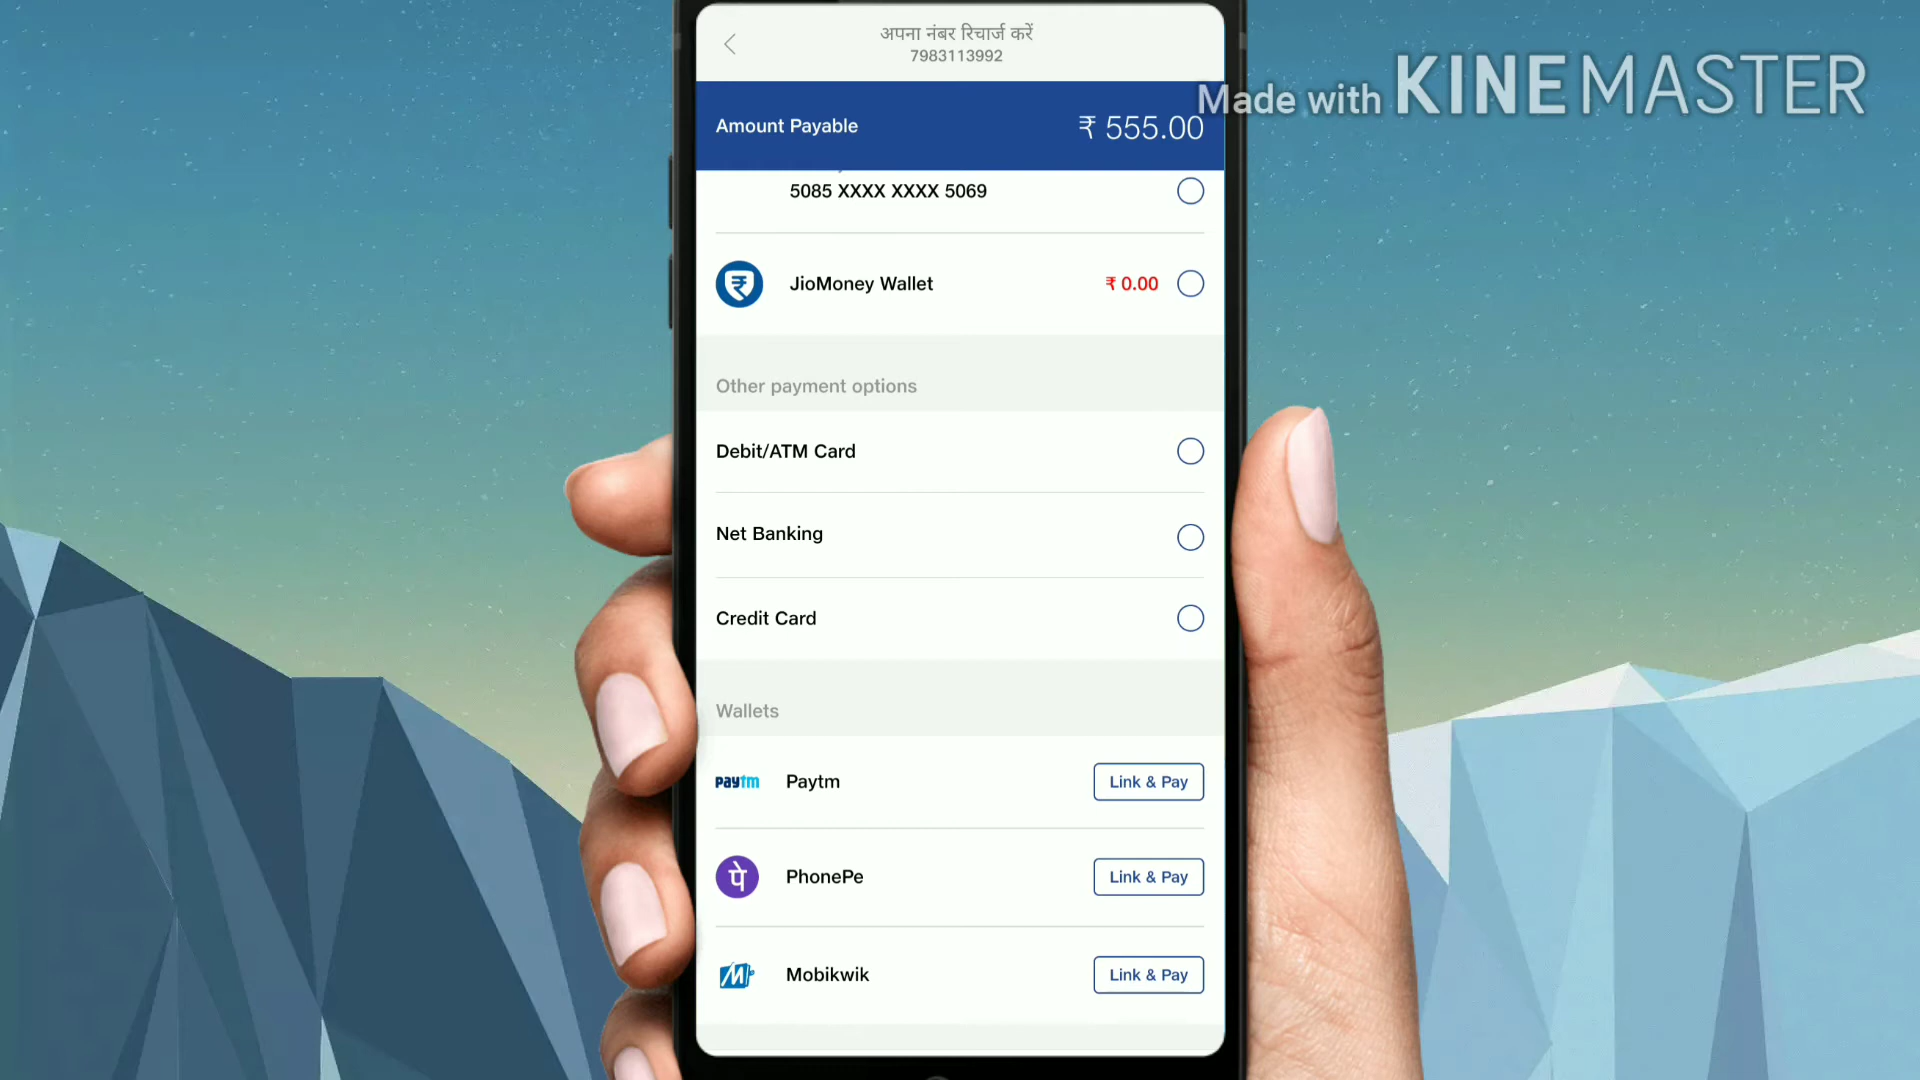 अपना नंबर रिचार्ज करें
7983113992
Made with KINEMASTER
Amount Payable ₹ 555.00
5085 XXXX XXXX 5069
JioMoney Wallet ₹ 0.00
Other payment options
Debit/ATM Card
Net Banking
Credit Card
Wallets
paytm Paytm Link & Pay
पे PhonePe Link & Pay
M Mobikwik Link & Pay